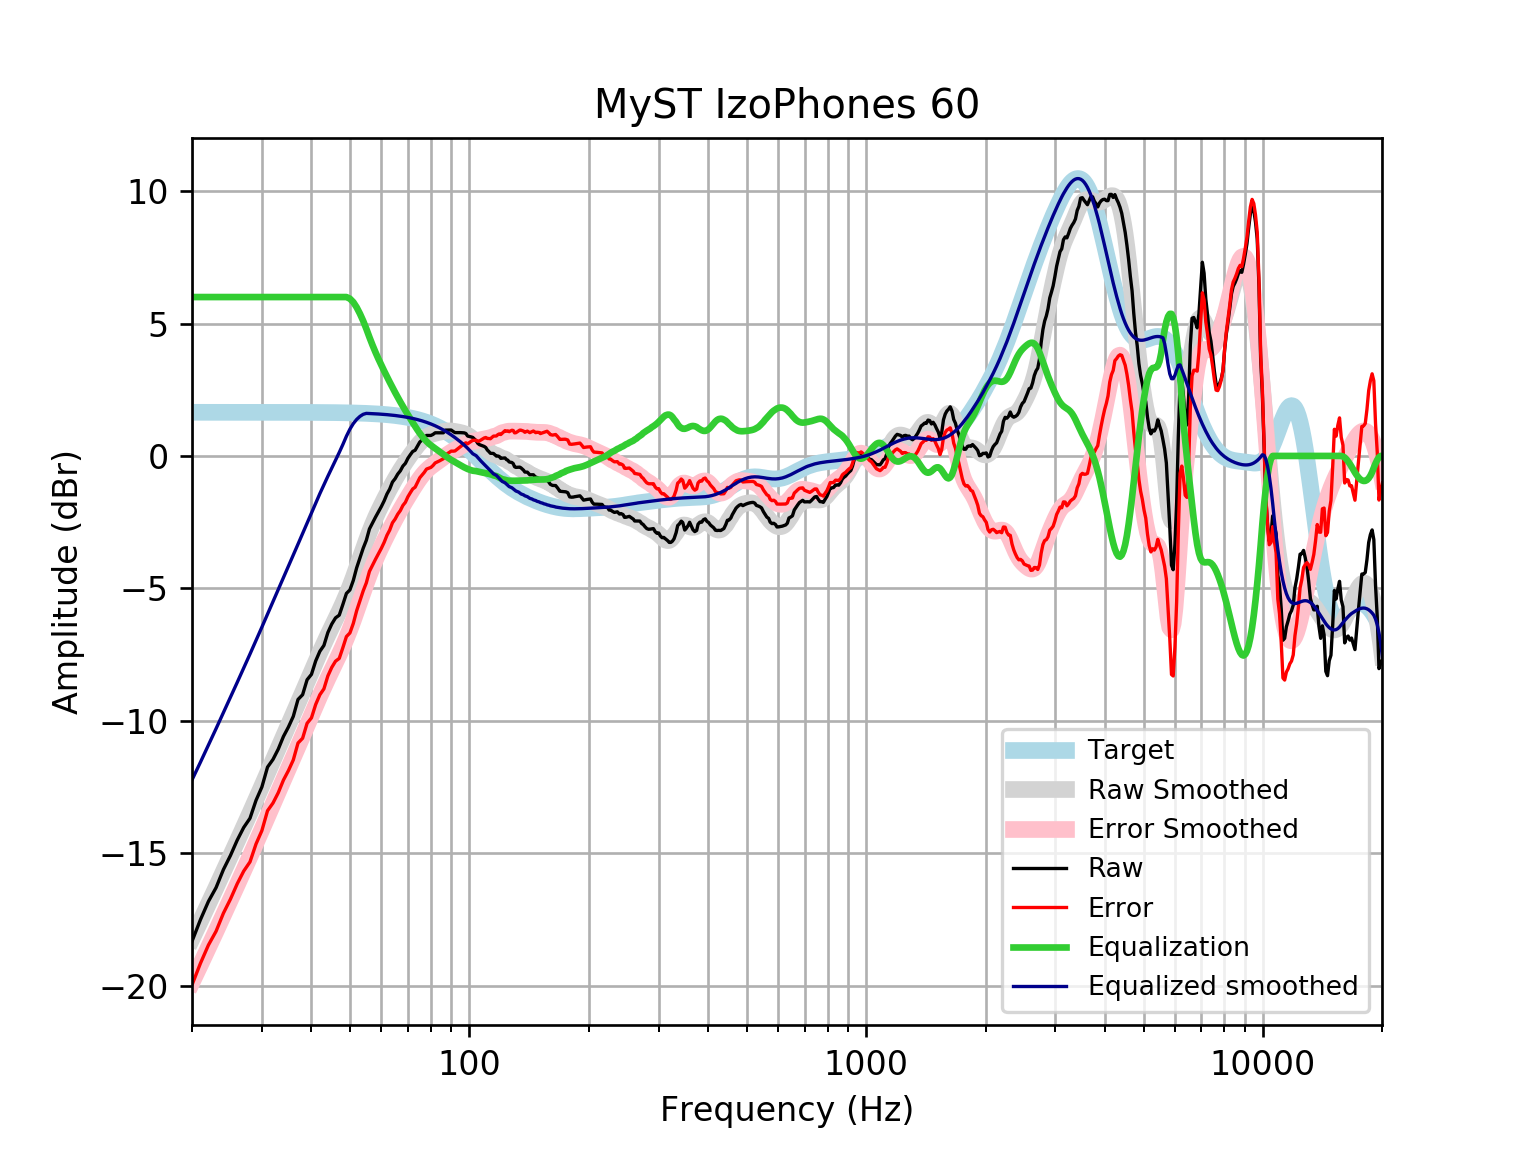 MyST IzoPhones 60
Amplitude (dBr)
10
5
0
−5
−10
−15
−20
100
1000
10000
Frequency (Hz)
Target
Raw Smoothed
Error Smoothed
Raw
Error
Equalization
Equalized smoothed